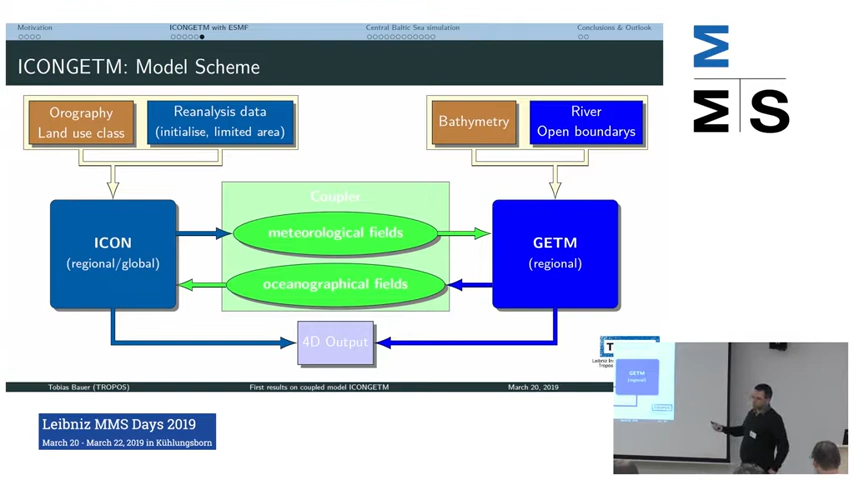 Motivation
ICONGETM with ESMF
Central Baltic Sea simulation
Conclusions & Outlook
ICONGETM: Model Scheme
Orography
Land use class
Reanalysis data
(initialise, limited area)
Bathymetry
River
Open boundarys
Coupler
meteorological fields
oceanographical fields
ICON
(regional/global)
GETM
(regional)
4D Output
Tobias Bauer (TROPOS)
First results on coupled model ICONGETM
March 20, 2019
M
M S
Leibniz MMS Days 2019
March 20 - March 22, 2019 in Kühlungsborn
T
GETM
(regional)